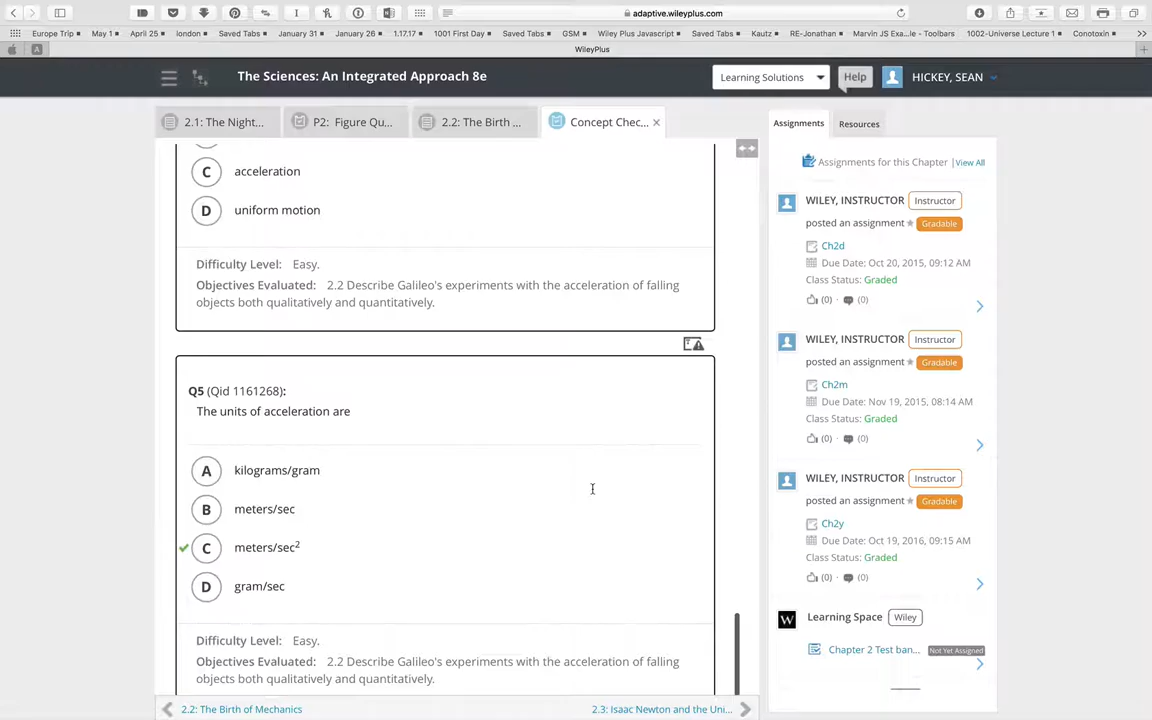 adaptive.wileyplus.com
Europe Trip May 1 April 25 london Saved Tabs January 31 January 26 1.17.17 1001 First Day Saved Tabs GSM Wiley Plus Javascript Saved Tabs Kautz RE-Jonathan Marvin JS Exa...le - Toolbars 1002-Universe Lecture 1 Conotoxin >>
A WileyPlus +
The Sciences: An Integrated Approach 8e
Learning Solutions Help HICKEY, SEAN
2.1: The Night... P2: Figure Qu... 2.2: The Birth ... Concept Chec... ×
Assignments Resources
C acceleration
D uniform motion
Difficulty Level: Easy.
Objectives Evaluated: 2.2 Describe Galileo's experiments with the acceleration of falling
objects both qualitatively and quantitatively.
Q5 (Qid 1161268):
The units of acceleration are
A kilograms/gram
B meters/sec
C meters/sec²
D gram/sec
Difficulty Level: Easy.
Objectives Evaluated: 2.2 Describe Galileo's experiments with the acceleration of falling
objects both qualitatively and quantitatively.
2.2: The Birth of Mechanics 2.3: Isaac Newton and the Uni...
Assignments for this Chapter | View All
WILEY, INSTRUCTOR Instructor
posted an assignment Gradable
Ch2d
Due Date: Oct 20, 2015, 09:12 AM
Class Status: Graded
(0) · (0)
WILEY, INSTRUCTOR Instructor
posted an assignment Gradable
Ch2m
Due Date: Nov 19, 2015, 08:14 AM
Class Status: Graded
(0) · (0)
WILEY, INSTRUCTOR Instructor
posted an assignment Gradable
Ch2y
Due Date: Oct 19, 2016, 09:15 AM
Class Status: Graded
(0) · (0)
W Learning Space Wiley
Chapter 2 Test ban... Not Yet Assigned